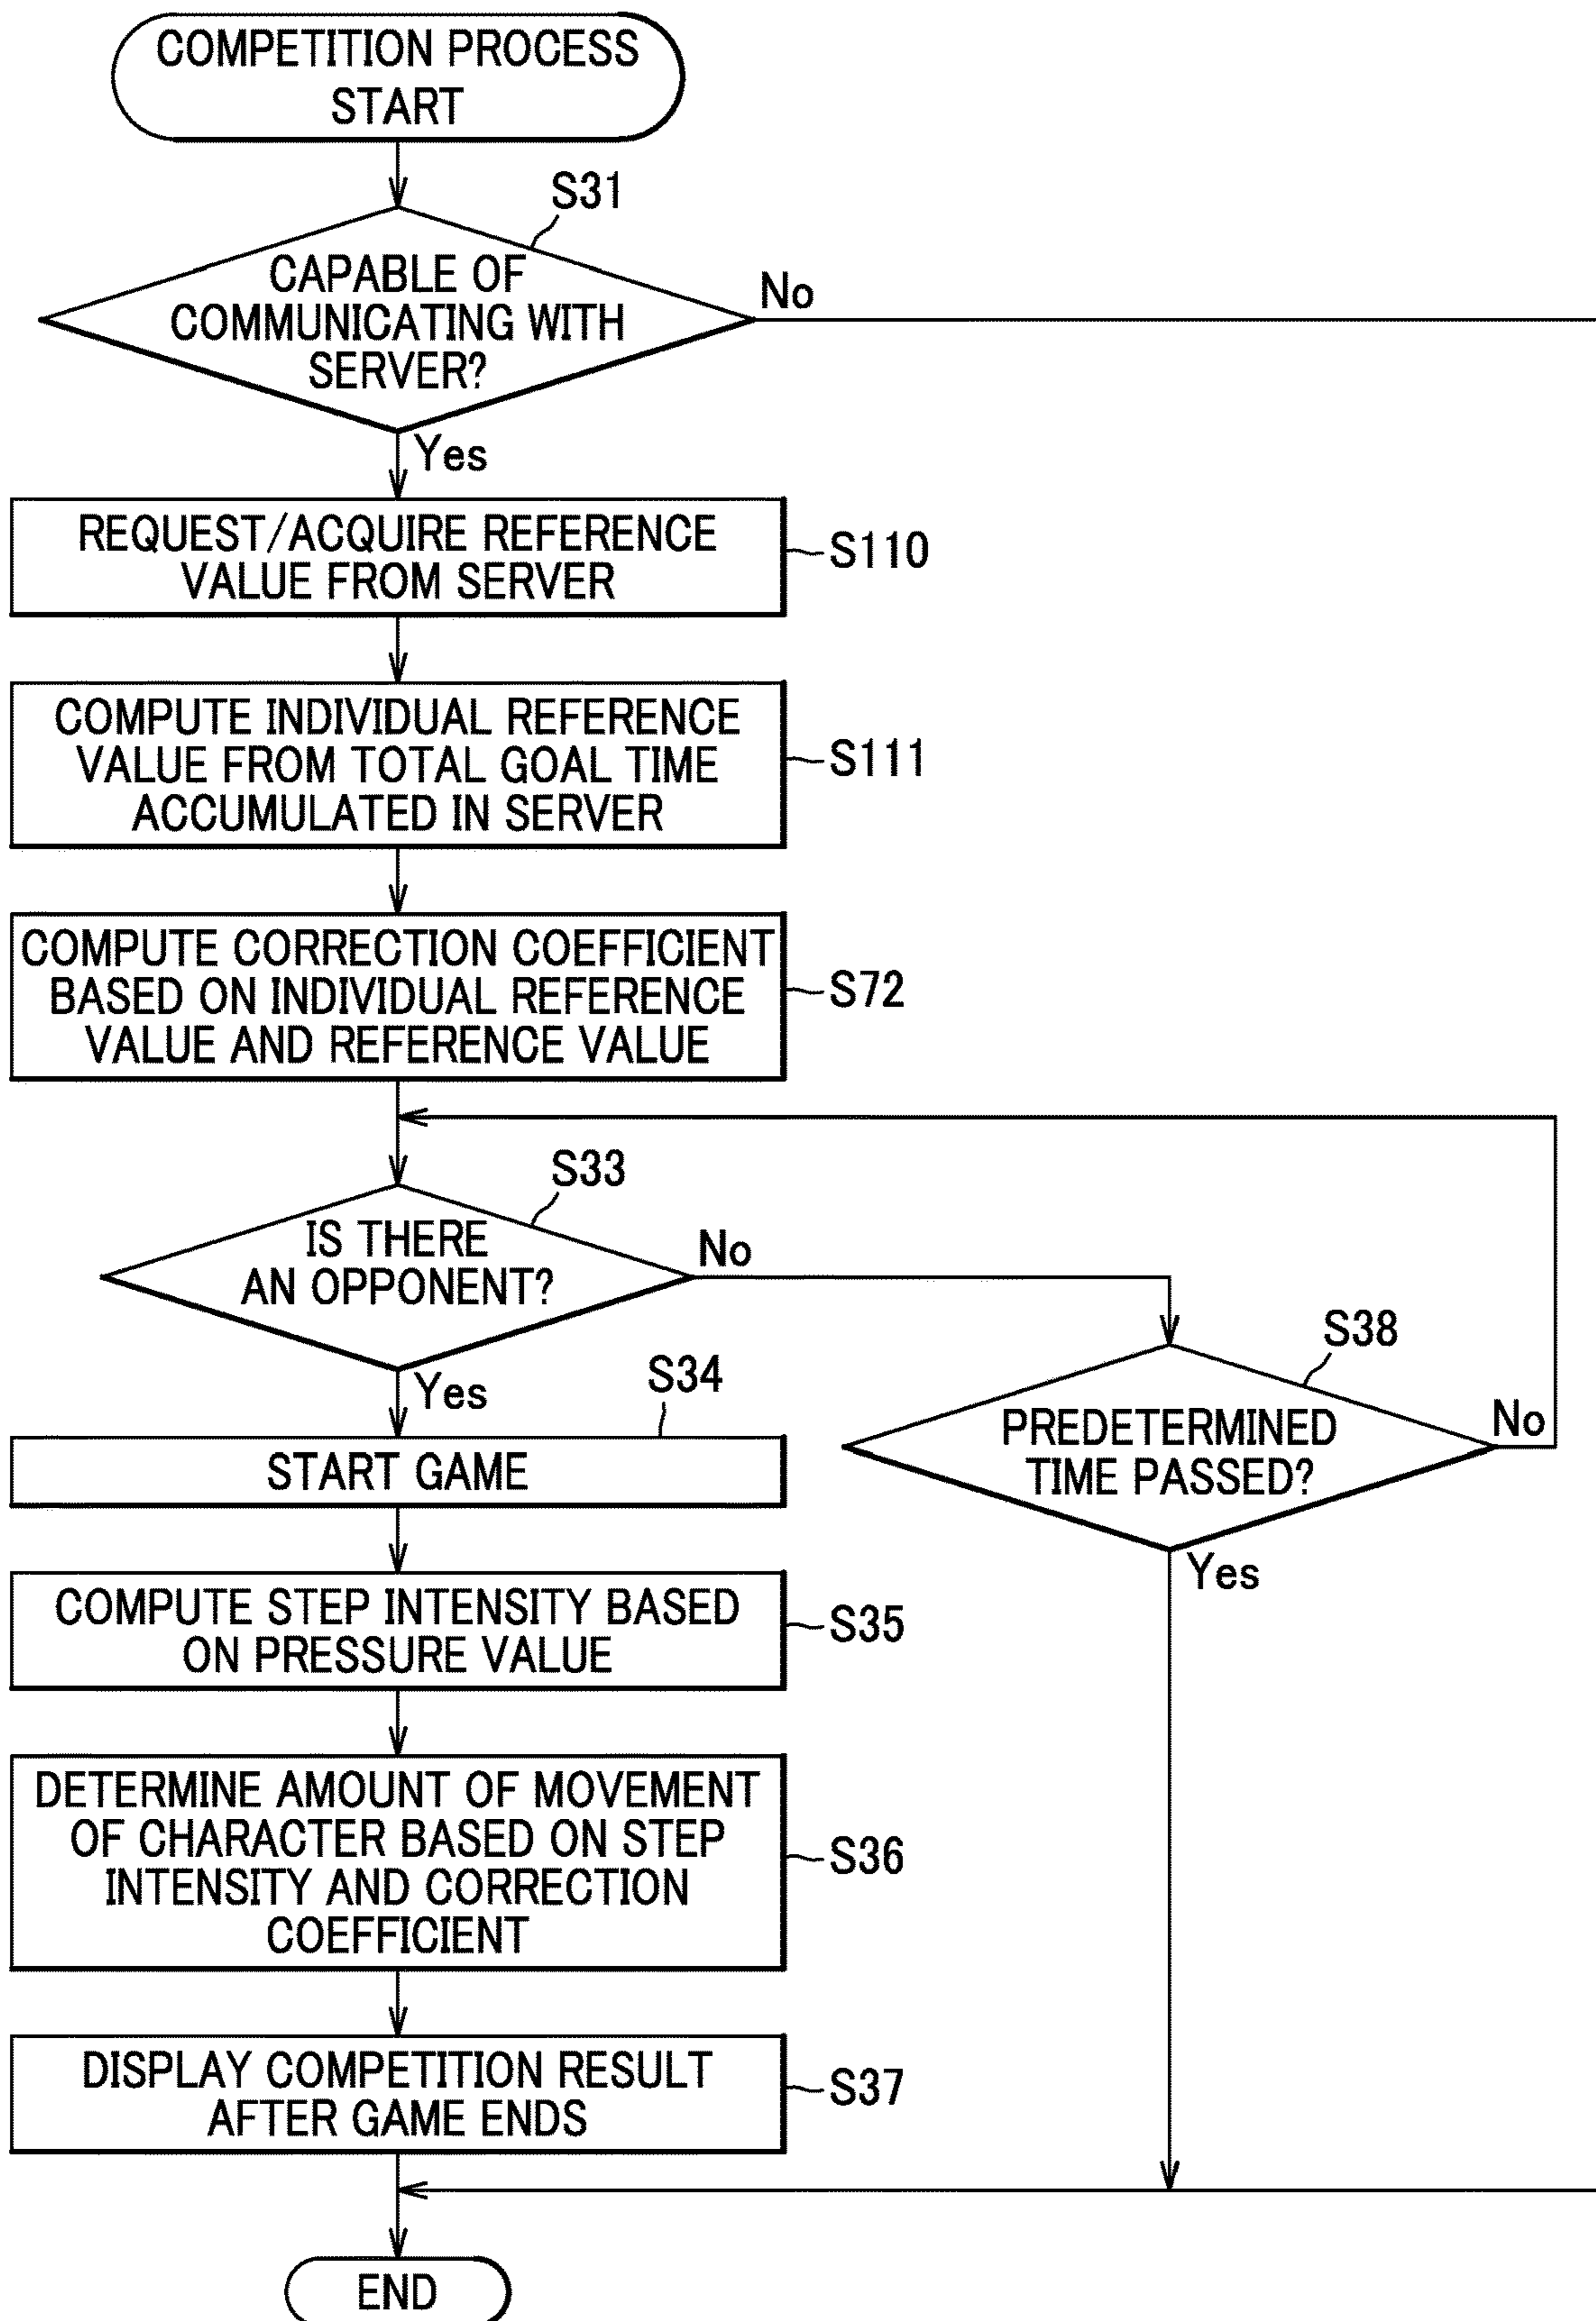 COMPETITION PROCESS
START
S31
CAPABLE OF
COMMUNICATING WITH
SERVER?
No
Yes
REQUEST/ACQUIRE REFERENCE
VALUE FROM SERVER
S110
COMPUTE INDIVIDUAL REFERENCE
VALUE FROM TOTAL GOAL TIME
ACCUMULATED IN SERVER
S111
COMPUTE CORRECTION COEFFICIENT
BASED ON INDIVIDUAL REFERENCE
VALUE AND REFERENCE VALUE
S72
S33
IS THERE
AN OPPONENT?
No
Yes
S38
PREDETERMINED
TIME PASSED?
No
Yes
S34
START GAME
COMPUTE STEP INTENSITY BASED
ON PRESSURE VALUE
S35
DETERMINE AMOUNT OF MOVEMENT
OF CHARACTER BASED ON STEP
INTENSITY AND CORRECTION
COEFFICIENT
S36
DISPLAY COMPETITION RESULT
AFTER GAME ENDS
S37
END